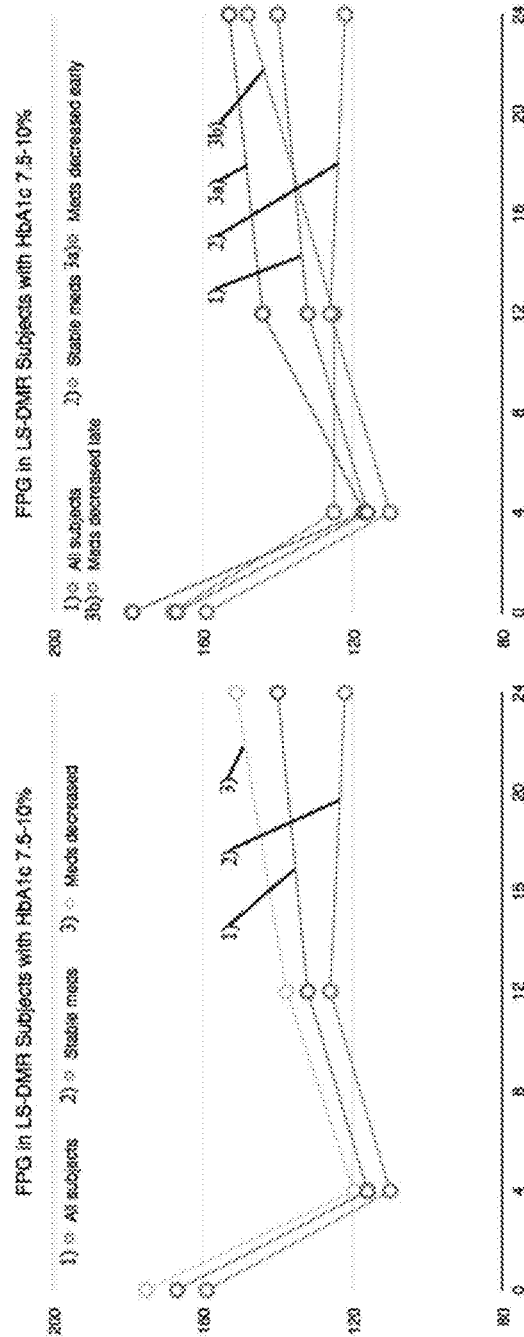 FPG in LS-DMR Subjects with HbA1c 7.5-10%
1) All subjects 2) Stable meds 3) Meds decreased
200
160
120
80
1)
2)
3)
0 4 8 12 16 20 24
FPG in LS-DMR Subjects with HbA1c 7.5-10%
1) All subjects 2) Stable meds 3a) Meds decreased early
3b) Meds decreased late
200
160
120
80
1)
2)
3a)
3b)
0 4 8 12 16 20 24